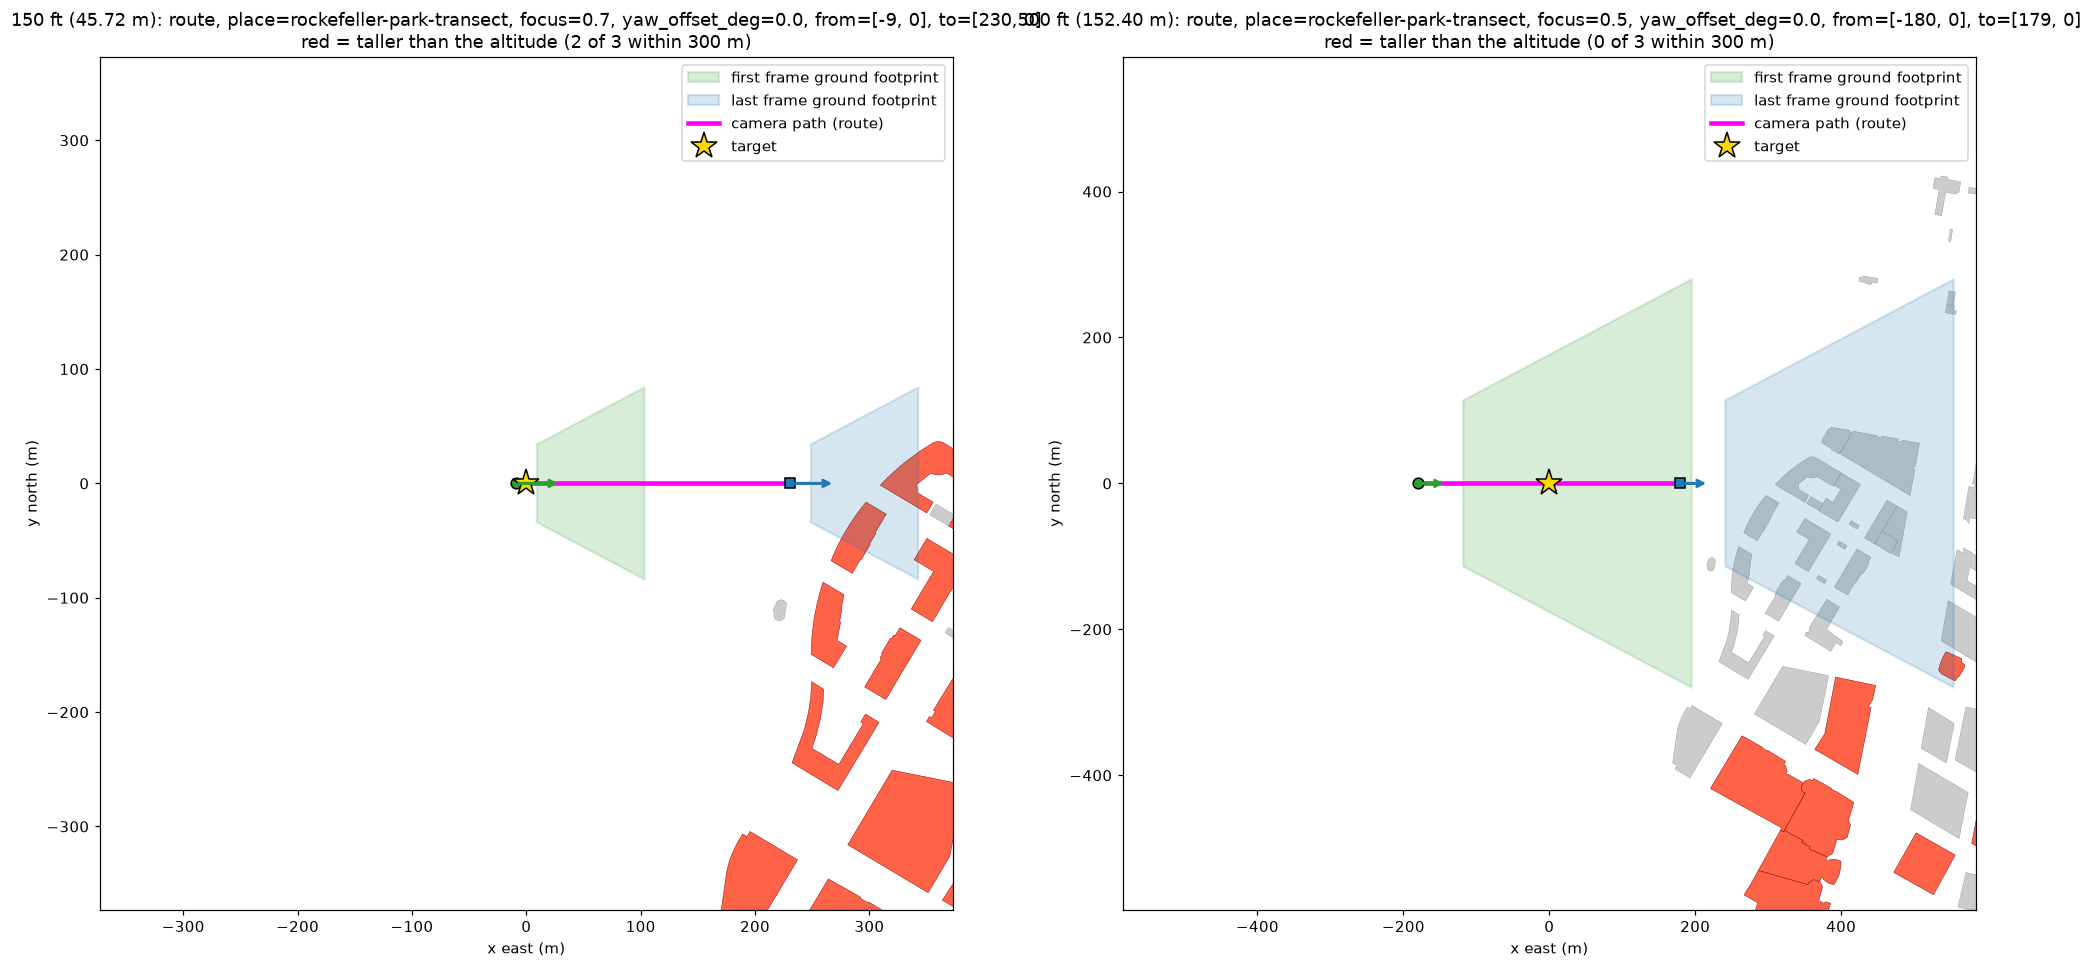 150 ft (45.72 m): route, place=rockefeller-park-transect, focus=0.7, yaw_offset_deg=0.0, from=[-9, 0], to=[230, 0]
red = taller than the altitude (2 of 3 within 300 m)
first frame ground footprint
last frame ground footprint
camera path (route)
target
300
200
100
0
−100
−200
−300
y north (m)
−300
−200
−100
0
100
200
300
x east (m)
500 ft (152.40 m): route, place=rockefeller-park-transect, focus=0.5, yaw_offset_deg=0.0, from=[-180, 0], to=[179, 0]
red = taller than the altitude (0 of 3 within 300 m)
first frame ground footprint
last frame ground footprint
camera path (route)
target
400
200
0
−200
−400
y north (m)
−400
−200
0
200
400
x east (m)